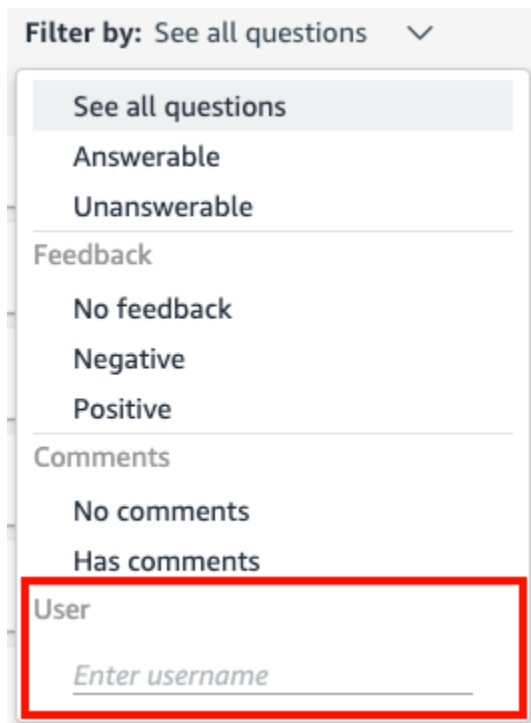 Filter by: See all questions
See all questions
Answerable
Unanswerable
Feedback
No feedback
Negative
Positive
Comments
No comments
Has comments
User
Enter username